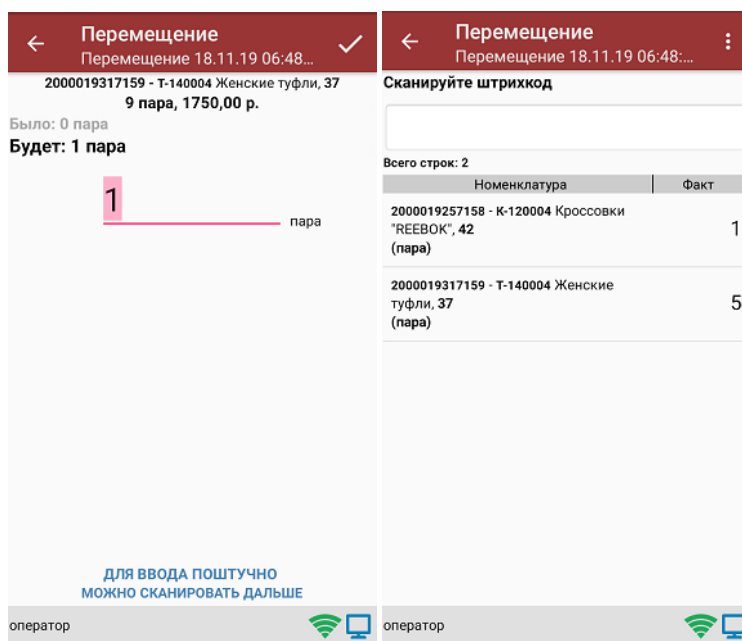 Перемещение
Перемещение 18.11.19 06:48...
2000019317159 - T-140004 Женские туфли, 37
9 пара, 1750,00 р.
Было: 0 пара
Будет: 1 пара
1
пара
ДЛЯ ВВОДА ПОШТУЧНО
МОЖНО СКАНИРОВАТЬ ДАЛЬШЕ
оператор
Перемещение
Перемещение 18.11.19 06:48:...
Сканируйте штрихкод
Всего строк: 2
Номенклатура Факт
2000019257158 - К-120004 Кроссовки
"REEBOK", 42
(пара)
1
2000019317159 - Т-140004 Женские
туфли, 37
(пара)
5
оператор